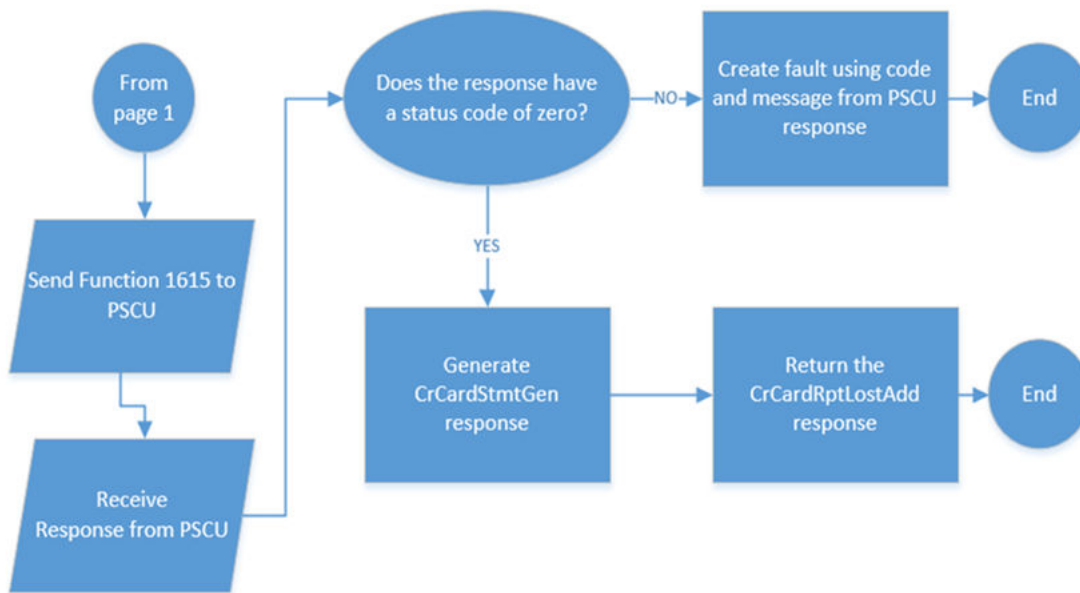 From
page 1
Send Function 1615 to
PSCU
Receive
Response from PSCU
Does the response have
a status code of zero?
NO
Create fault using code
and message from PSCU
response
End
YES
Generate
CrCardStmtGen
response
Return the
CrCardRptLostAdd
response
End